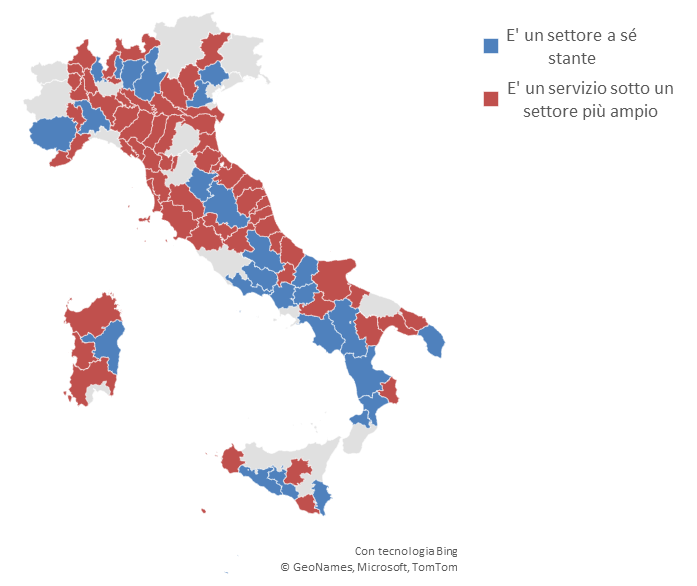 E' un settore a sé
stante
E' un servizio sotto un
settore più ampio
Con tecnologia Bing
© GeoNames, Microsoft, TomTom